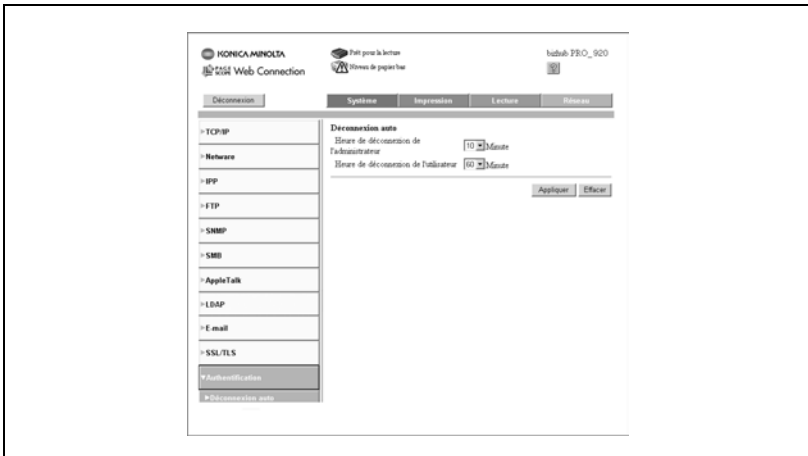 KONICA MINOLTA
PAGE SCOPE Web Connection
Prêt pour la lecture
Niveau de papier bas
bizhub PRO_920
Déconnexion
Système Impression Lecture Réseau
TCP/IP
Netware
IPP
FTP
SNMP
SMB
AppleTalk
LDAP
E-mail
SSL/TLS
Authentification
Déconnexion auto
Déconnexion auto
Heure de déconnexion de l'administrateur 10 Minute
Heure de déconnexion de l'utilisateur 60 Minute
Appliquer Effacer